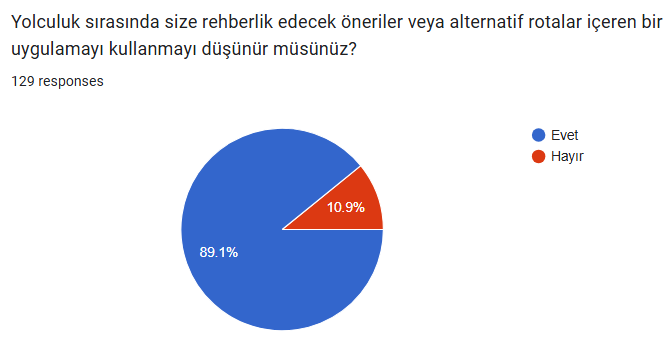 Yolculuk sırasında size rehberlik edecek öneriler veya alternatif rotalar içeren bir
uygulamayı kullanmayı düşünür müsünüz?
129 responses
Evet
Hayır
10.9%
89.1%